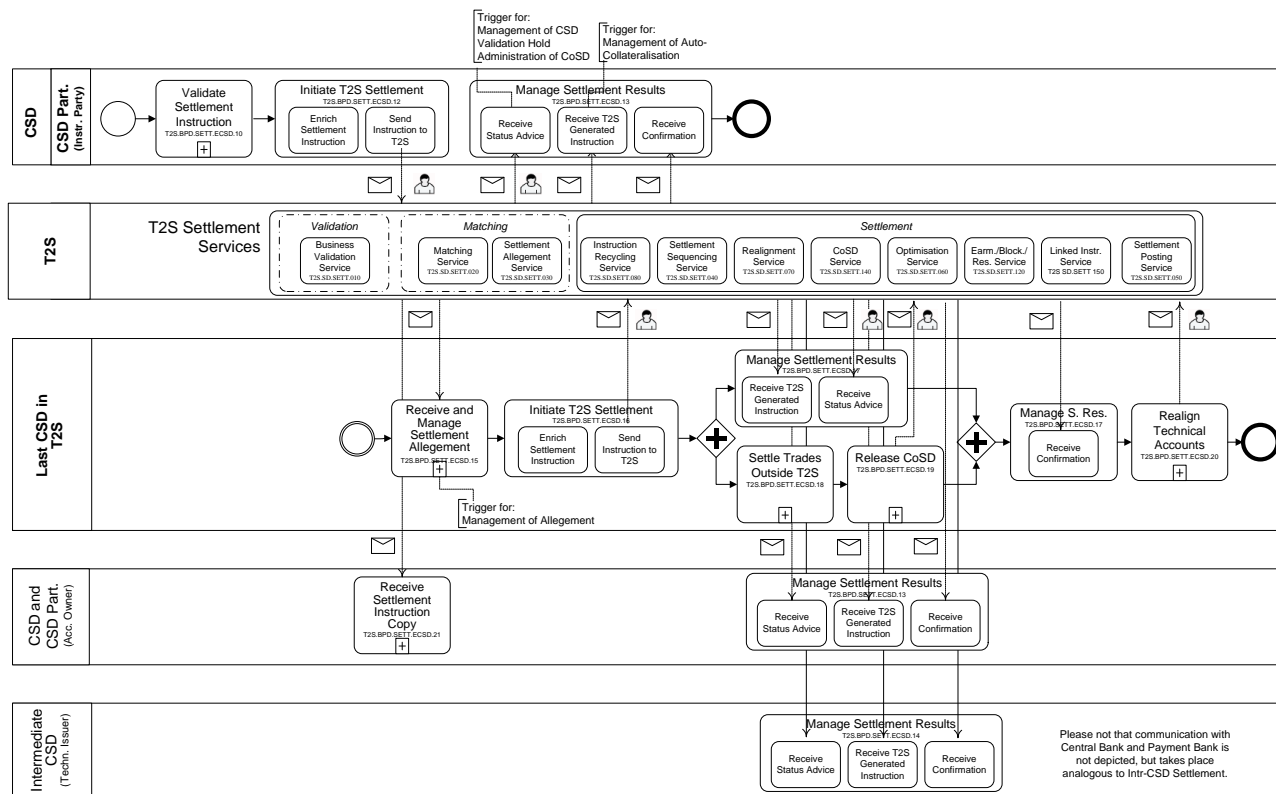 Trigger for:
Management of CSD
Validation Hold
Administration of CoSD
Trigger for:
Management of Auto-
Collateralisation
CSD
CSD Part.
(Instr. Party)
Validate
Settlement
Instruction
T2S.BPD.SETT.ECSD.10
Initiate T2S Settlement
T2S.BPD.SETT.ECSD.12
Enrich
Settlement
Instruction
Send
Instruction to
T2S
Manage Settlement Results
T2S.BPD.SETT.ECSD.13
Receive
Status Advice
Receive T2S
Generated
Instruction
Receive
Confirmation
T2S
T2S Settlement
Services
Validation
Business
Validation
Service
T2S.SD.SETT.010
Matching
Matching
Service
T2S.SD.SETT.020
Settlement
Allegement
Service
T2S.SD.SETT.030
Settlement
Instruction
Recycling
Service
T2S.SD.SETT.080
Settlement
Sequencing
Service
T2S.SD.SETT.040
Realignment
Service
T2S.SD.SETT.070
CoSD
Service
T2S.SD.SETT.140
Optimisation
Service
T2S.SD.SETT.060
Earm./Block./
Res. Service
T2S.SD.SETT.120
Linked Instr.
Service
T2S SD.SETT 150
Settlement
Posting
Service
T2S.SD.SETT.050
Last CSD in
T2S
Receive and
Manage
Settlement
Allegement
T2S.BPD.SETT.ECSD.15
Trigger for:
Management of Allegement
Initiate T2S Settlement
Enrich
Settlement
Instruction
Send
Instruction to
T2S
Manage Settlement Results
Receive T2S
Generated
Instruction
Receive
Status Advice
Settle Trades
Outside T2S
T2S.BPD.SETT.ECSD.18
Release CoSD
T2S.BPD.SETT.ECSD.19
Manage S. Res.
T2S.BPD.SETT.ECSD.17
Receive
Confirmation
Realign
Technical
Accounts
T2S.BPD.SETT.ECSD.20
CSD and
CSD Part.
(Acc. Owner)
Receive
Settlement
Instruction
Copy
T2S.BPD.SETT.ECSD.21
Manage Settlement Results
T2S.BPD.SETT.ECSD.13
Receive
Status Advice
Receive T2S
Generated
Instruction
Receive
Confirmation
Intermediate
CSD
(Techn. Issuer)
Manage Settlement Results
T2S.BPD.SETT.ECSD.14
Receive
Status Advice
Receive T2S
Generated
Instruction
Receive
Confirmation
Please not that communication with
Central Bank and Payment Bank is
not depicted, but takes place
analogous to Intr-CSD Settlement.